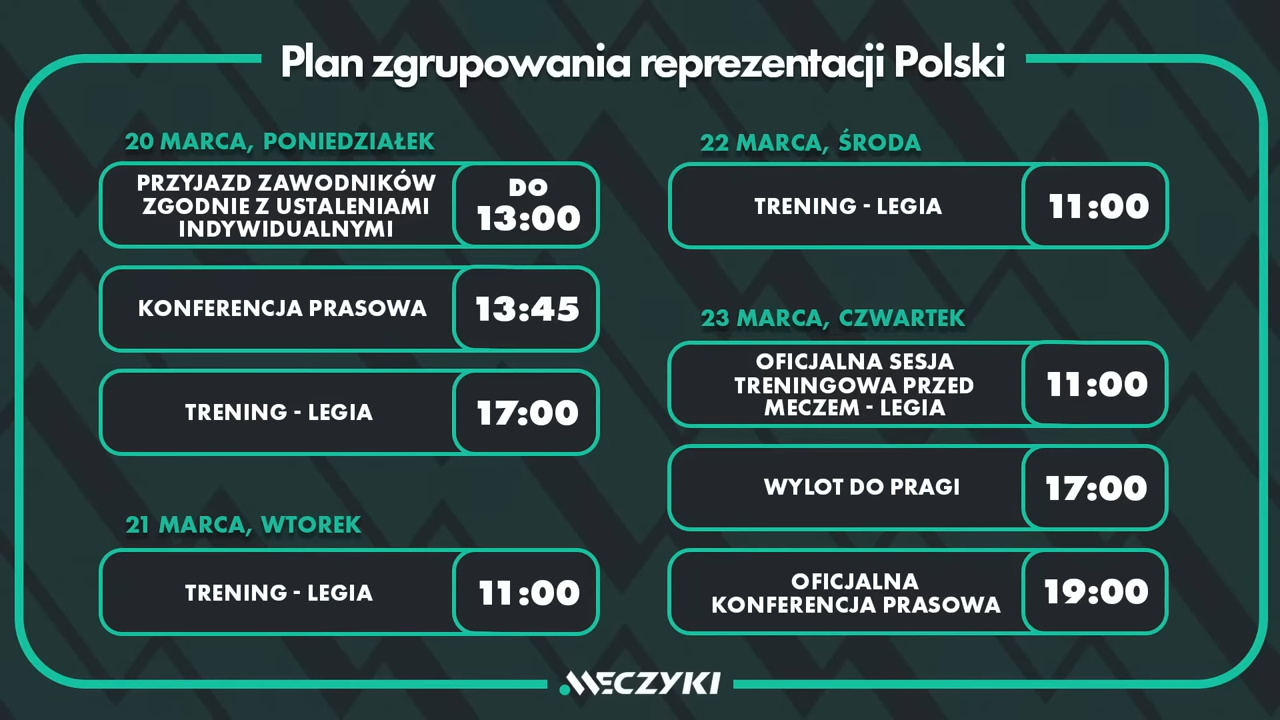 Plan zgrupowania reprezentacji Polski
20 MARCA, PONIEDZIAŁEK
PRZYJAZD ZAWODNIKÓW
ZGODNIE Z USTALENIAMI
INDYWIDUALNYMI
DO
13:00
KONFERENCJA PRASOWA
13:45
TRENING - LEGIA
17:00
21 MARCA, WTOREK
TRENING - LEGIA
11:00
22 MARCA, ŚRODA
TRENING - LEGIA
11:00
23 MARCA, CZWARTEK
OFICJALNA SESJA
TRENINGOWA PRZED
MECZEM - LEGIA
11:00
WYLOT DO PRAGI
17:00
OFICJALNA
KONFERENCJA PRASOWA
19:00
MECZYKI